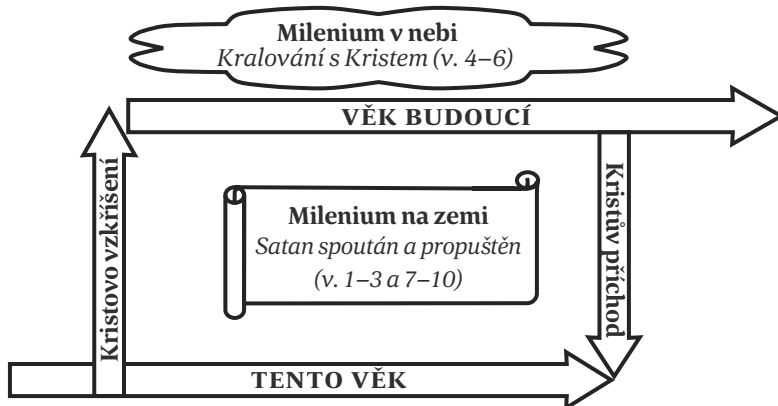 Milenium v nebi
Kralování s Kristem (v. 4–6)
VĚK BUDOUCÍ
Kristovo vzkříšení
Milenium na zemi
Satan spoután a propuštěn
(v. 1–3 a 7–10)
Kristův příchod
TENTO VĚK